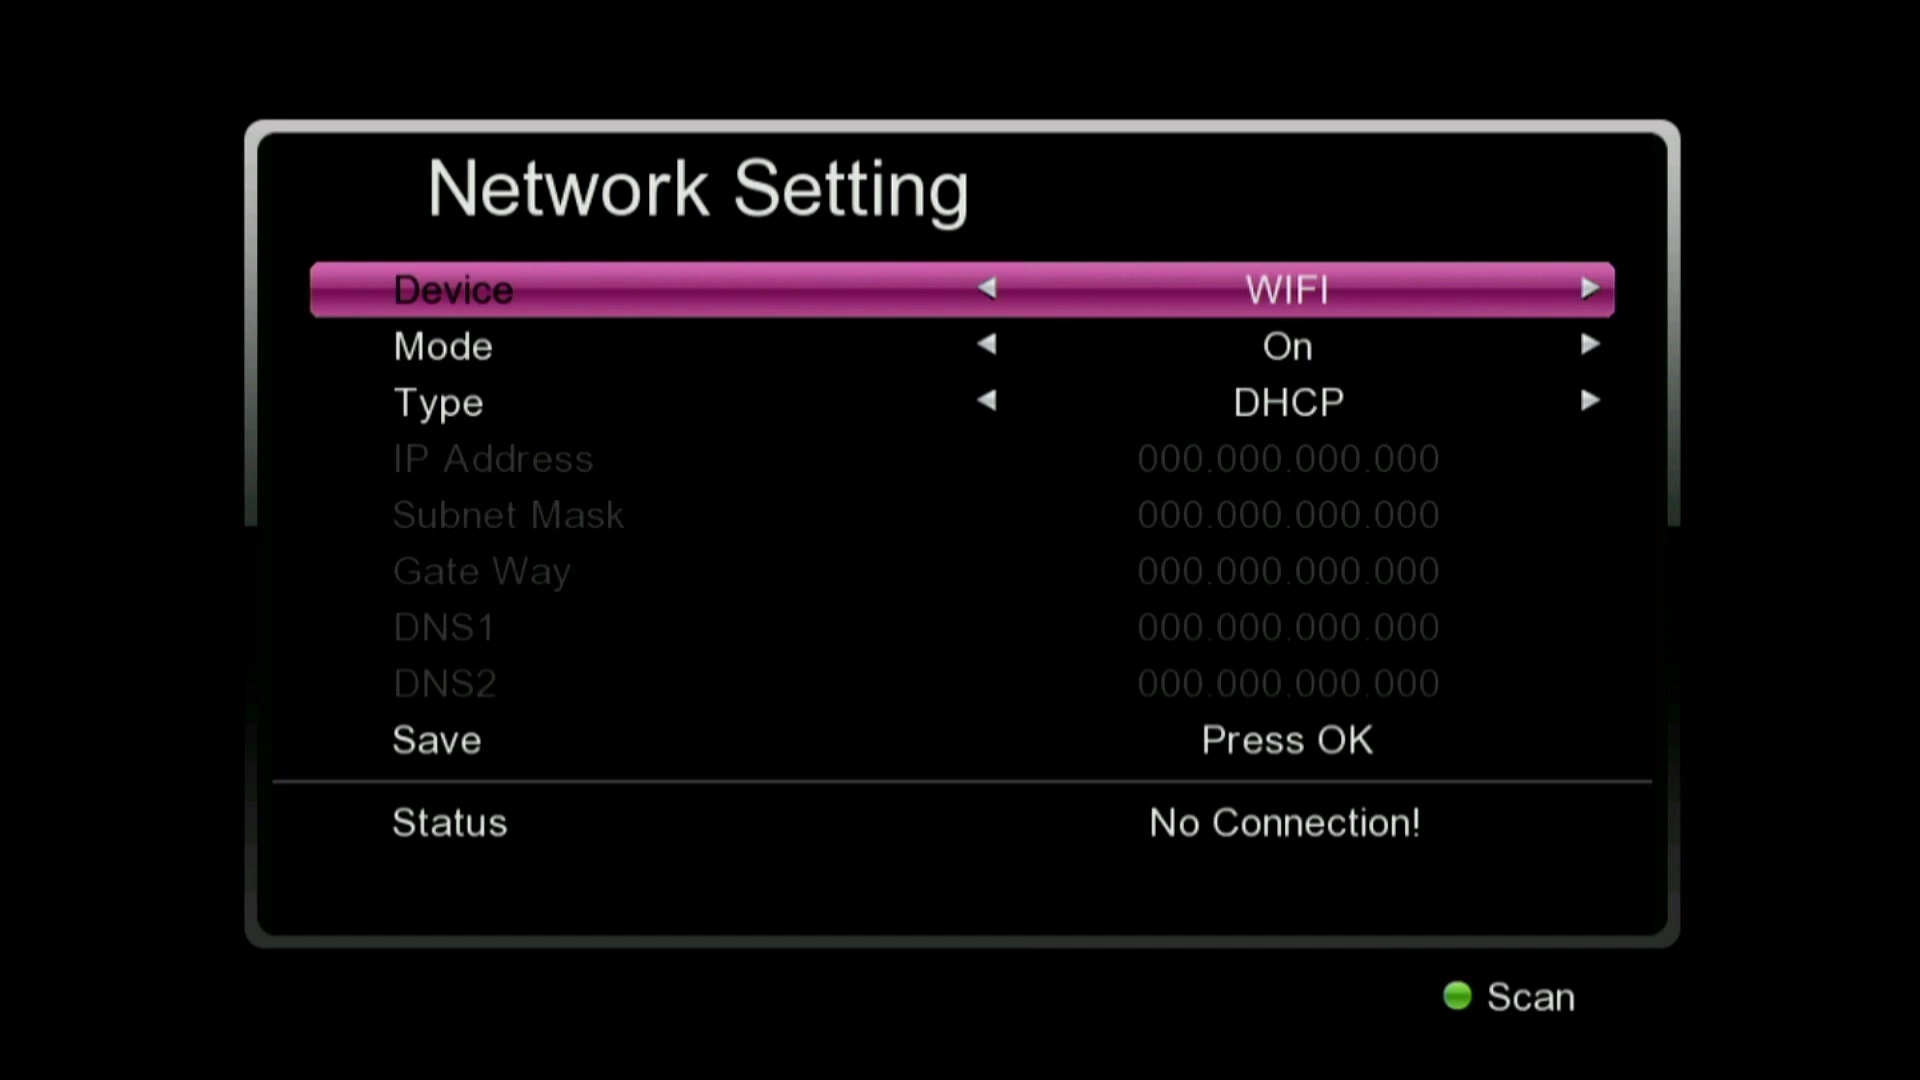 Network Setting
Device WIFI
Mode On
Type DHCP
IP Address 000.000.000.000
Subnet Mask 000.000.000.000
Gate Way 000.000.000.000
DNS1 000.000.000.000
DNS2 000.000.000.000
Save Press OK
Status No Connection!
Scan